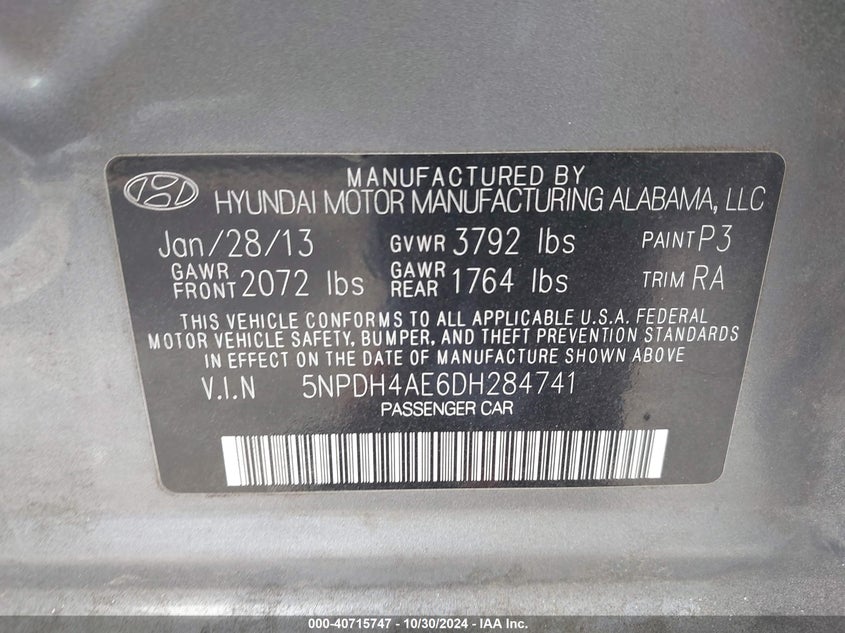 MANUFACTURED BY
HYUNDAI MOTOR MANUFACTURING ALABAMA, LLC
Jan/28/13 GVWR 3792 lbs PAINT P3
GAWR FRONT 2072 lbs GAWR REAR 1764 lbs TRIM RA
THIS VEHICLE CONFORMS TO ALL APPLICABLE U.S.A. FEDERAL
MOTOR VEHICLE SAFETY, BUMPER, AND THEFT PREVENTION STANDARDS
IN EFFECT ON THE DATE OF MANUFACTURE SHOWN ABOVE
V.I.N 5NPDH4AE6DH284741
PASSENGER CAR
000-40715747 - 10/30/2024 - IAA Inc.